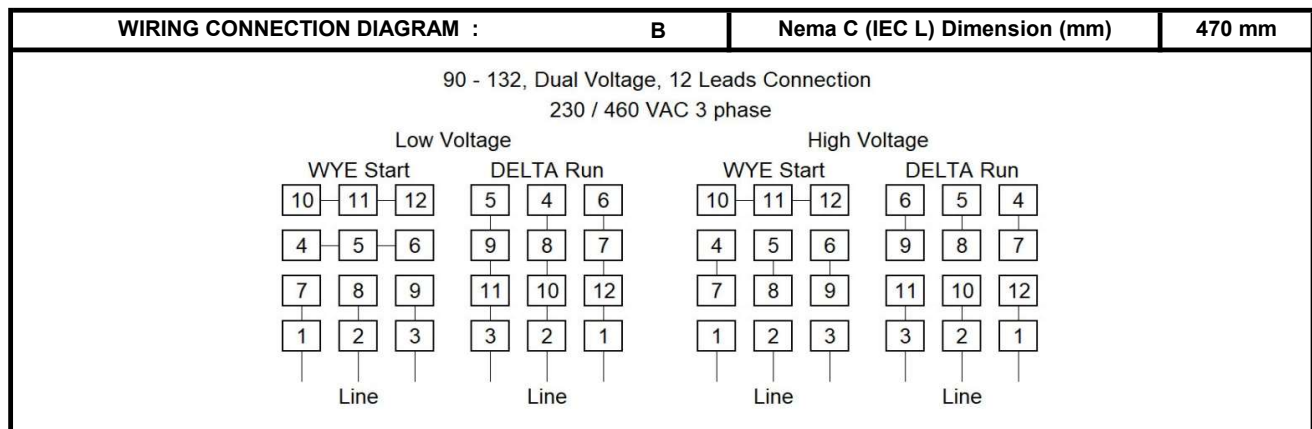 WIRING CONNECTION DIAGRAM : B Nema C (IEC L) Dimension (mm) 470 mm
90 - 132, Dual Voltage, 12 Leads Connection
230 / 460 VAC 3 phase
Low Voltage High Voltage
WYE Start DELTA Run WYE Start DELTA Run
10 11 12 5 4 6 10 11 12 6 5 4
4 5 6 9 8 7 4 5 6 9 8 7
7 8 9 11 10 12 7 8 9 11 10 12
1 2 3 3 2 1 1 2 3 3 2 1
Line Line Line Line